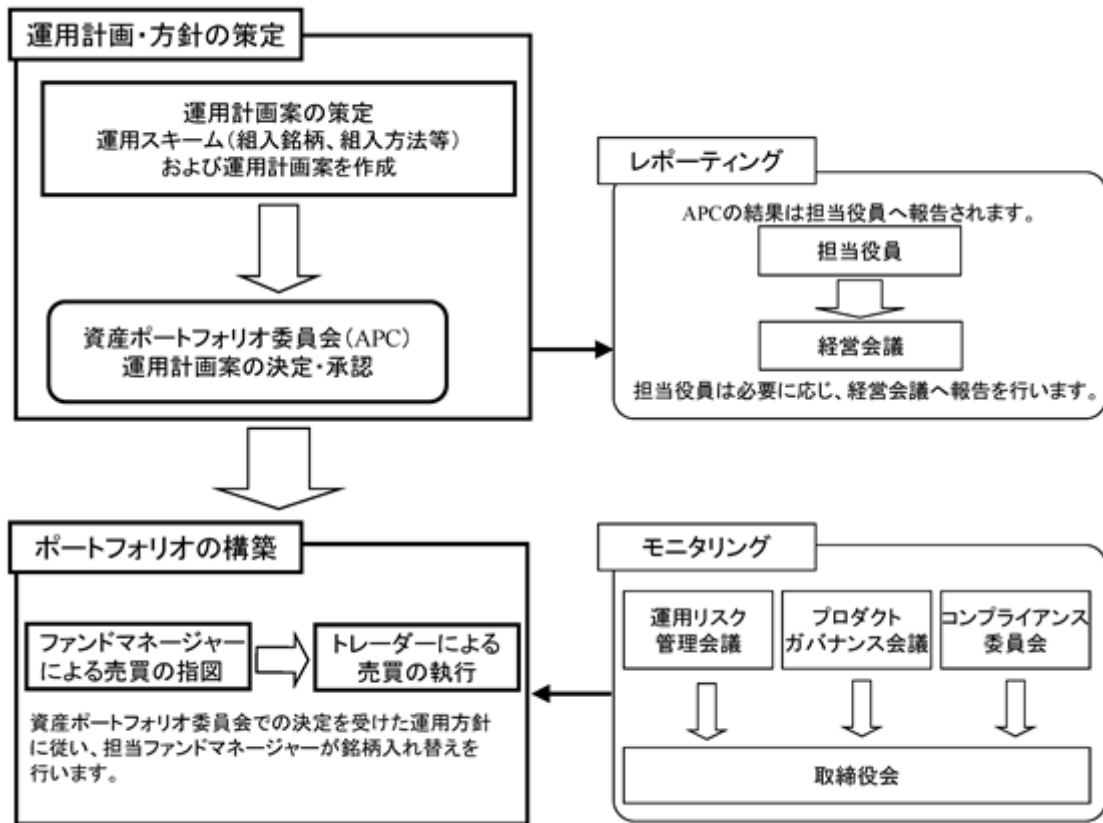 運用計画・方針の策定
運用計画案の策定
運用スキーム（組入銘柄、組入方法等）
および運用計画案を作成
資産ポートフォリオ委員会（APC）
運用計画案の決定・承認
レポーティング
APCの結果は担当役員へ報告されます。
担当役員
経営会議
担当役員は必要に応じ、経営会議へ報告を行います。
ポートフォリオの構築
ファンドマネージャー
による売買の指図
トレーダーによる
売買の執行
資産ポートフォリオ委員会での決定を受けた運用方針
に従い、担当ファンドマネージャーが銘柄入れ替えを
行います。
モニタリング
運用リスク
管理会議
プロダクト
ガバナンス会議
コンプライアンス
委員会
取締役会